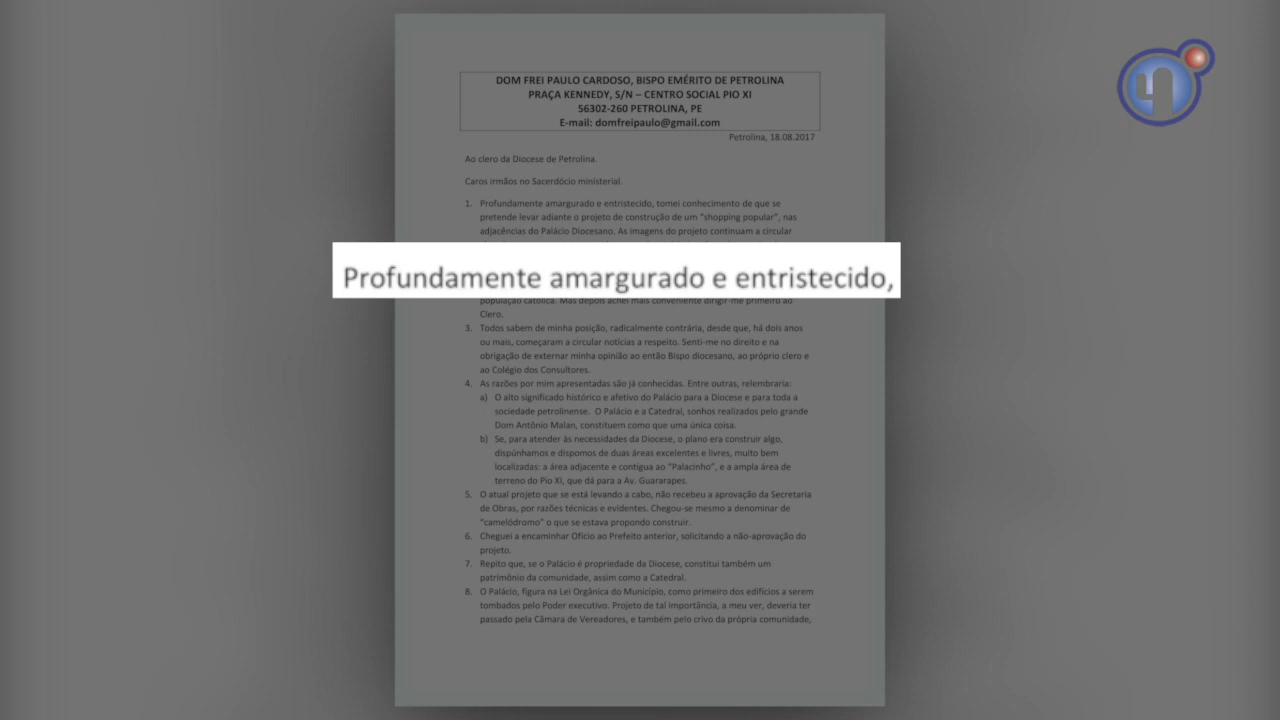 DOM FREI PAULO CARDOSO, BISPO EMÉRITO DE PETROLINA
PRAÇA KENNEDY, S/N – CENTRO SOCIAL PIO XI
56302-260 PETROLINA, PE
E-mail: domfreipaulo@gmail.com
Petrolina, 18.08.2017
Ao clero da Diocese de Petrolina.
Caros irmãos no Sacerdócio ministerial.
1. Profundamente amargurado e entristecido, tomei conhecimento de que se
pretende levar adiante o projeto de construção de um “shopping popular”, nas
adjacências do Palácio Diocesano. As imagens do projeto continuam a circular
Profundamente amargurado e entristecido,
população católica. Mas depois achei mais conveniente dirigir-me primeiro ao
Clero.
3. Todos sabem de minha posição, radicalmente contrária, desde que, há dois anos
ou mais, começaram a circular notícias a respeito. Senti-me no direito e na
obrigação de externar minha opinião ao então Bispo diocesano, ao próprio clero e
ao Colégio dos Consultores.
4. As razões por mim apresentadas são já conhecidas. Entre outras, relembraria:
a) O alto significado histórico e afetivo do Palácio para a Diocese e para toda a
sociedade petrolinense. O Palácio e a Catedral, sonhos realizados pelo grande
Dom Antônio Malan, constituem como que uma única coisa.
b) Se, para atender às necessidades da Diocese, o plano era construir algo,
dispúnhamos e dispomos de duas áreas excelentes e livres, muito bem
localizadas: a área adjacente e contigua ao “Palacinho”, e a ampla área de
terreno do Pio XI, que dá para a Av. Guararapes.
5. O atual projeto que se está levando a cabo, não recebeu a aprovação da Secretaria
de Obras, por razões técnicas e evidentes. Chegou-se mesmo a denominar de
“camelódromo” o que se estava propondo construir.
6. Cheguei a encaminhar Ofício ao Prefeito anterior, solicitando a não-aprovação do
projeto.
7. Repito que, se o Palácio é propriedade da Diocese, constitui também um
patrimônio da comunidade, assim como a Catedral.
8. O Palácio, figura na Lei Orgânica do Município, como primeiro dos edifícios a serem
tombados pelo Poder executivo. Projeto de tal importância, a meu ver, deveria ter
passado pela Câmara de Vereadores, e também pelo crivo da própria comunidade,